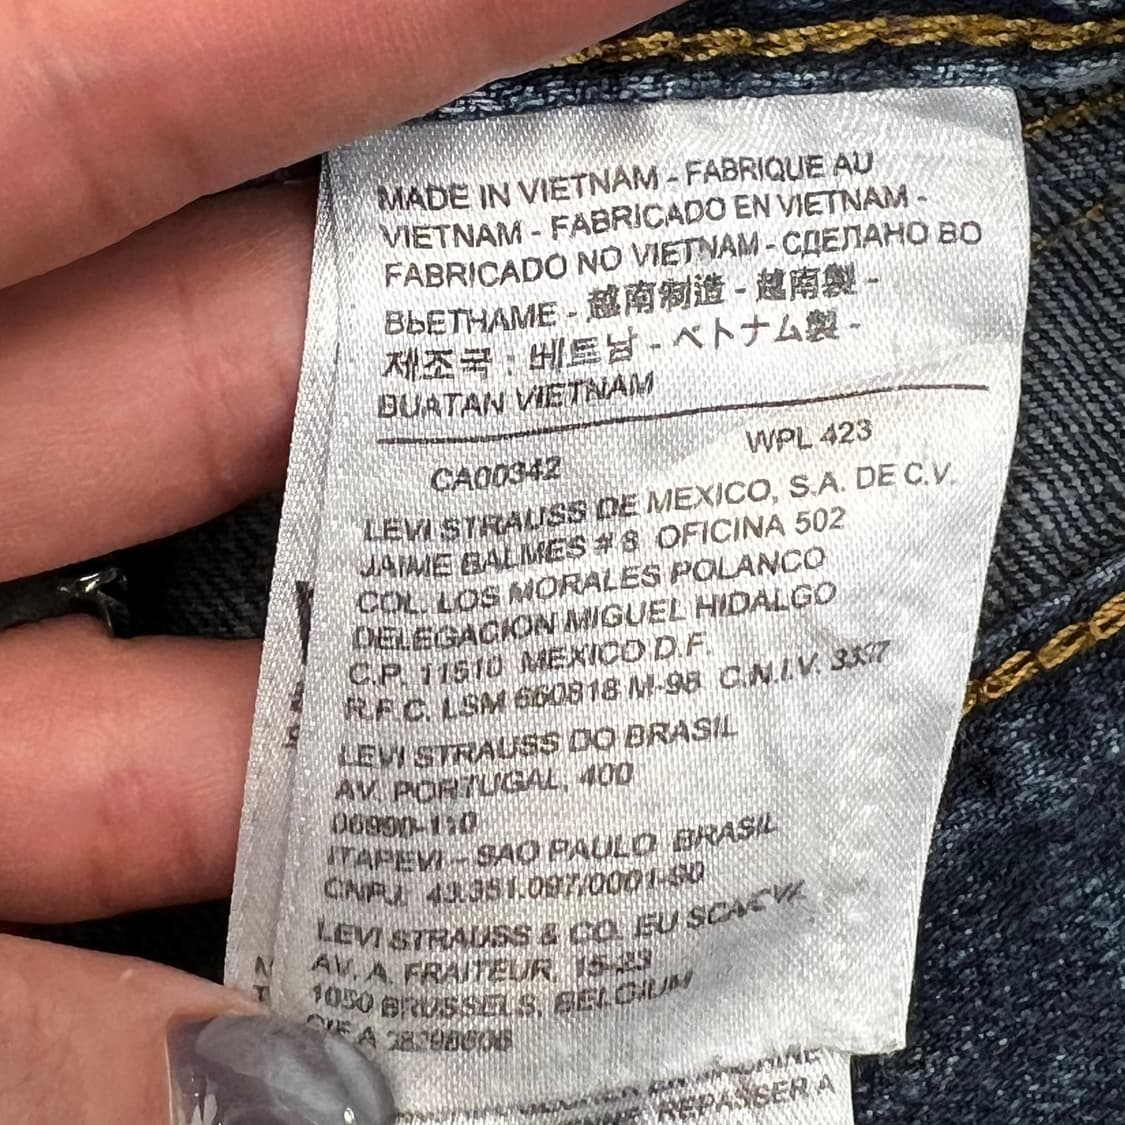 MADE IN VIETNAM - FABRIQUE AU
VIETNAM - FABRICADO EN VIETNAM -
FABRICADO NO VIETNAM - СДЕЛАНО ВО
ВЬЕТНАМЕ - 越南制造 - 越南製 -
제조국 : 베트남 - ベトナム製 -
BUATAN VIETNAM
CA00342 WPL 423
LEVI STRAUSS DE MEXICO, S.A. DE C.V.
JAIME BALMES # 8 OFICINA 502
COL. LOS MORALES POLANCO
DELEGACION MIGUEL HIDALGO
C.P. 11510 MEXICO D.F.
R.F.C. LSM 660818 M-98 C.N.I.V. 3337
LEVI STRAUSS DO BRASIL
AV. PORTUGAL, 400
06690-110
ITAPEVI - SAO PAULO BRASIL
CNPJ: 43.351.097/0001-90
LEVI STRAUSS & CO. EU
AV. A. FRAITEUR, 15-23
1050 BRUSSELS, BELGIUM
REPASSER A